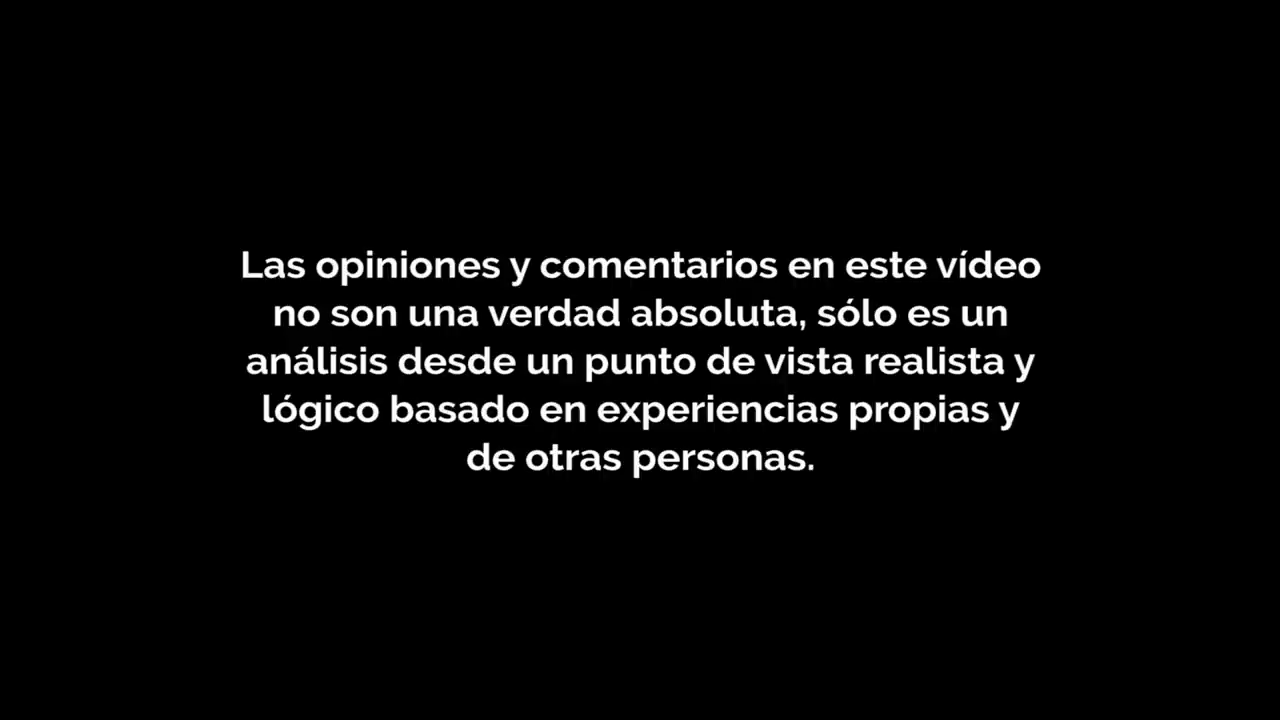 Las opiniones y comentarios en este vídeo
no son una verdad absoluta, sólo es un
análisis desde un punto de vista realista y
lógico basado en experiencias propias y
de otras personas.